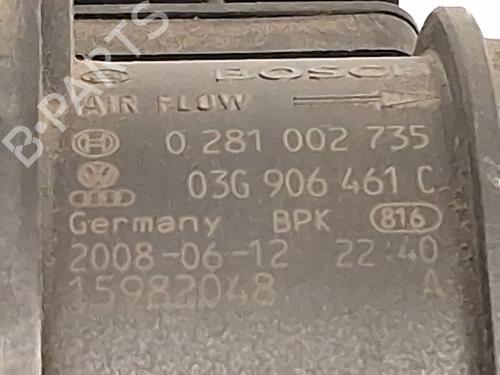 BOSCH
AIR FLOW
0 281 002 735
03G 906 461 C
Germany BPK 816
2008-06-12 22:40
15982048 A
B-PARTS